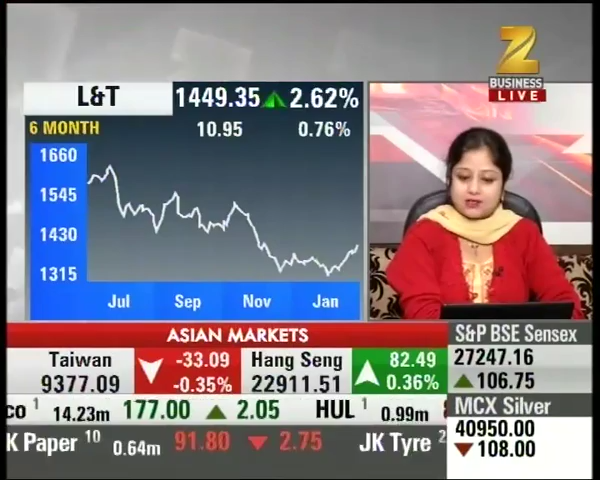 Z
BUSINESS
LIVE
L&T 1449.35 2.62%
6 MONTH 10.95 0.76%
1660
1545
1430
1315
Jul Sep Nov Jan
ASIAN MARKETS
Taiwan -33.09 Hang Seng 82.49
9377.09 -0.35% 22911.51 0.36%
S&P BSE Sensex
27247.16
106.75
co 1 14.23m 177.00 2.05 HUL 1 0.99m
MCX Silver
40950.00
108.00
K Paper 10 0.64m 91.80 2.75 JK Tyre 2